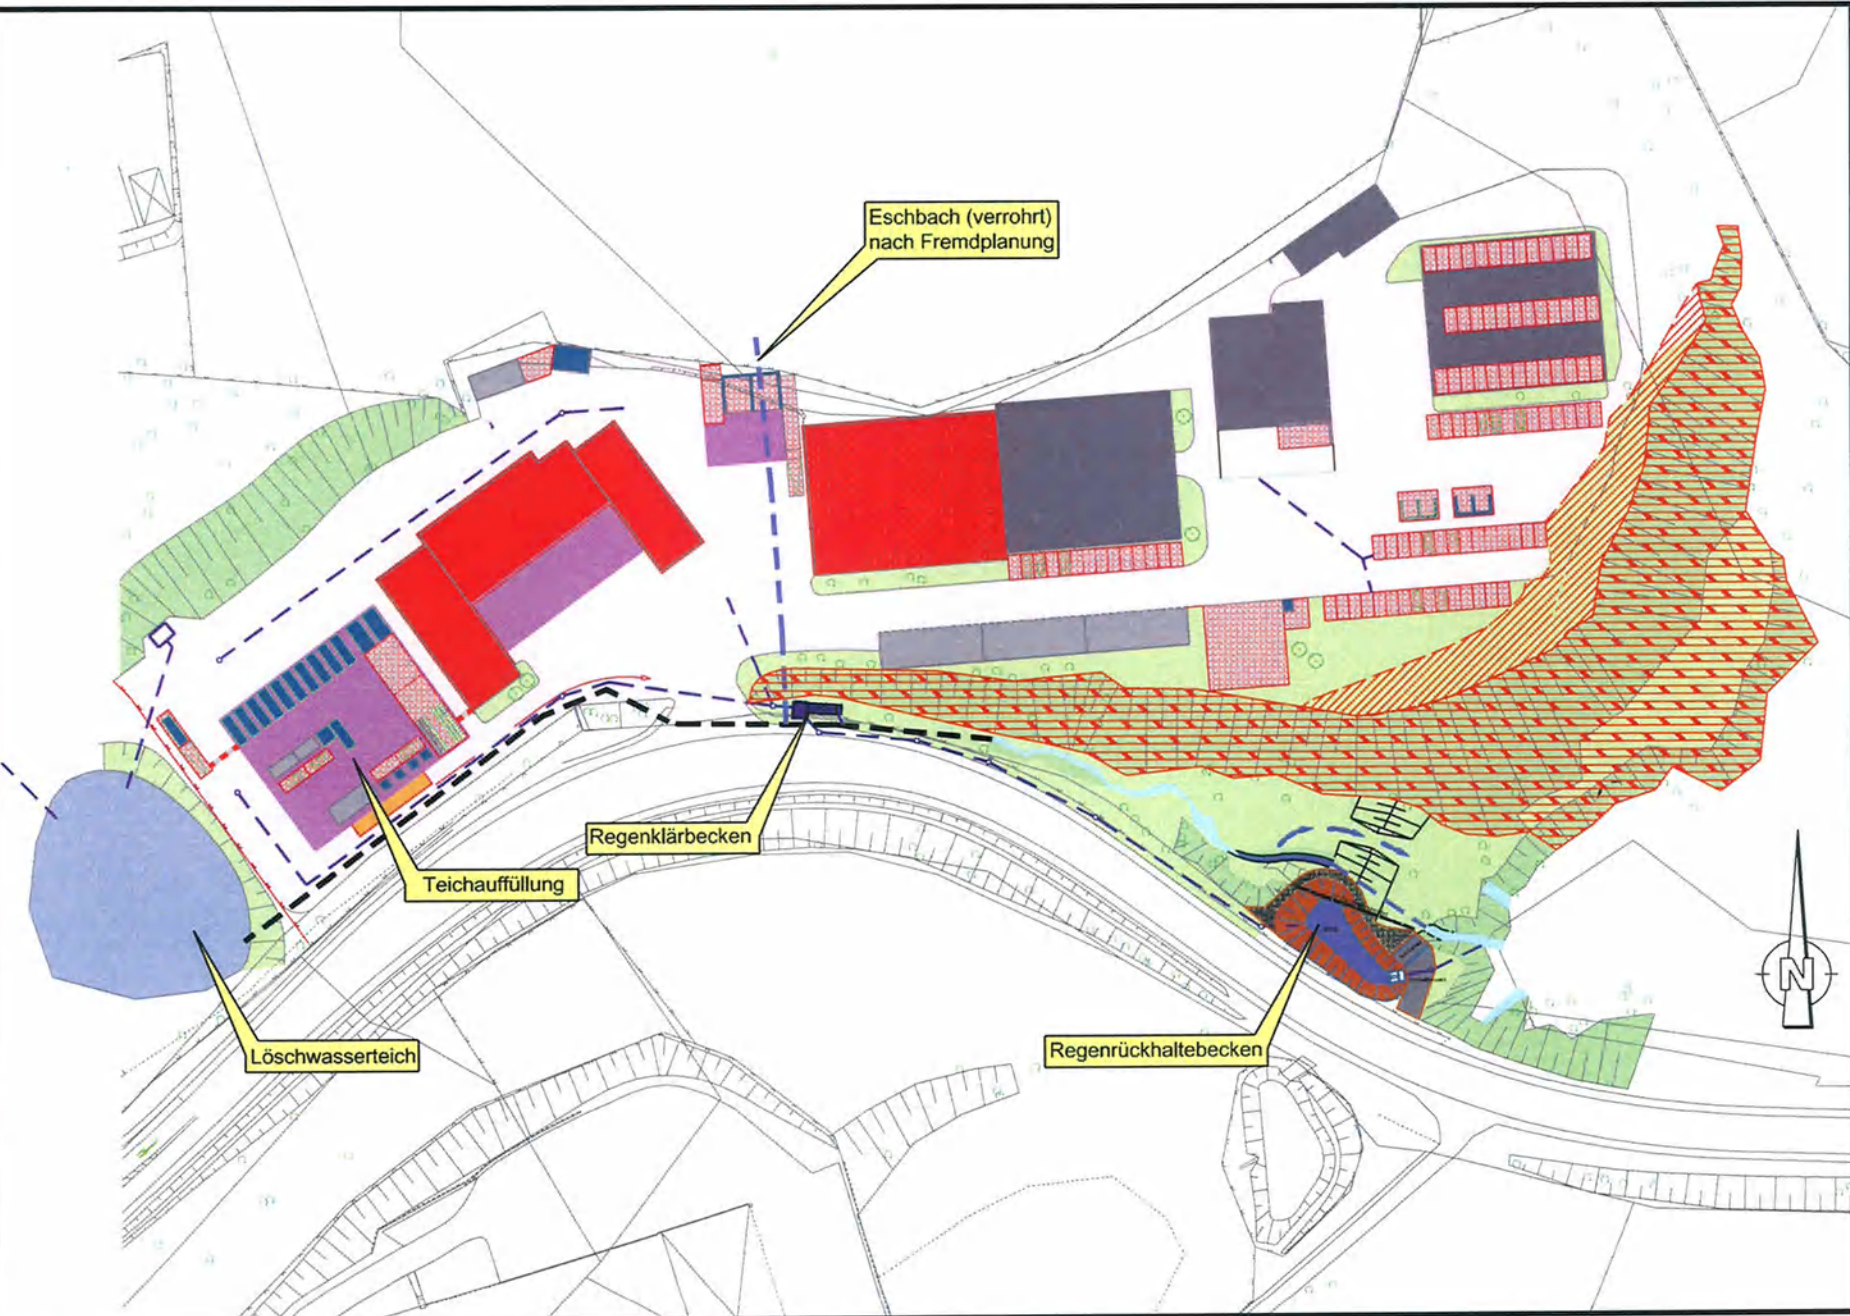 Eschbach (verrohrt)
nach Fremdplanung
Regenklärbecken
Teichauffüllung
Löschwasserteich
Regenrückhaltebecken
N